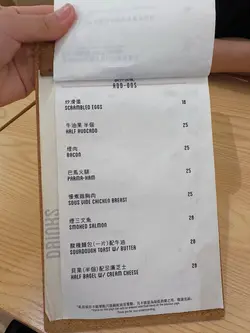 ADD-ONS
炒滑蛋
SCRAMBLED EGGS 18
牛油果 半個
HALF AVOCADO 25
煙肉
BACON 25
巴馬火腿
PARMA-HAM 25
慢煮雞胸肉
SOUS VIDE CHICKEN BREAST 25
煙三文魚
SMOKED SALMON 28
酸種麵包 (一片) 配牛油
SOURDOUGH TOAST W/ BUTTER 20
貝果 (半個) 配忌廉芝士
HALF BAGEL W/ CREAM CHEESE 28
DRINKS